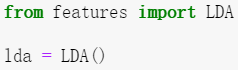 from features import LDA
lda = LDA()